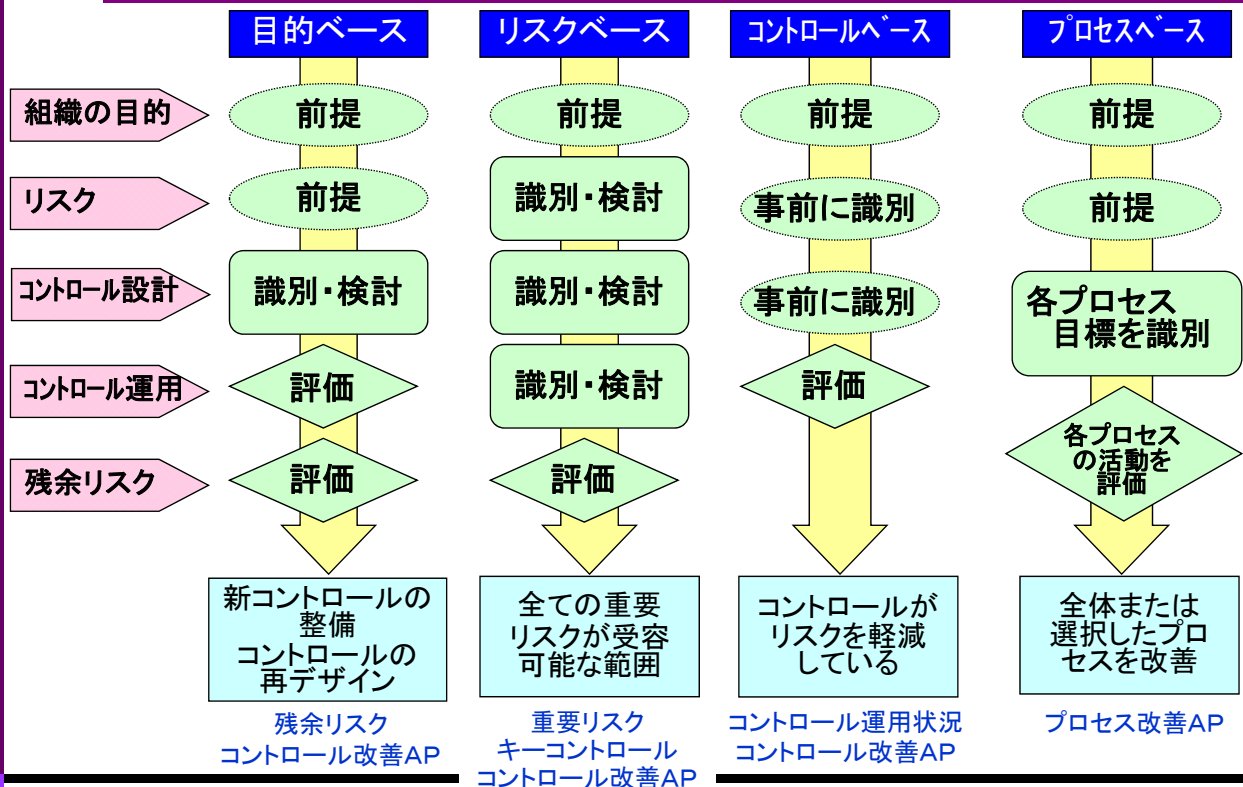 目的ベース
リスクベース
コントロールベース
プロセスベース
組織の目的
前提
前提
前提
前提
リスク
前提
識別・検討
事前に識別
前提
コントロール設計
識別・検討
識別・検討
事前に識別
各プロセス
目標を識別
コントロール運用
評価
識別・検討
評価
各プロセス
の活動を
評価
残余リスク
評価
評価
新コントロールの
整備
コントロールの
再デザイン
全ての重要
リスクが受容
可能な範囲
コントロールが
リスクを軽減
している
全体または
選択したプロ
セスを改善
残余リスク
コントロール改善AP
重要リスク
キーコントロール
コントロール改善AP
コントロール運用状況
コントロール改善AP
プロセス改善AP